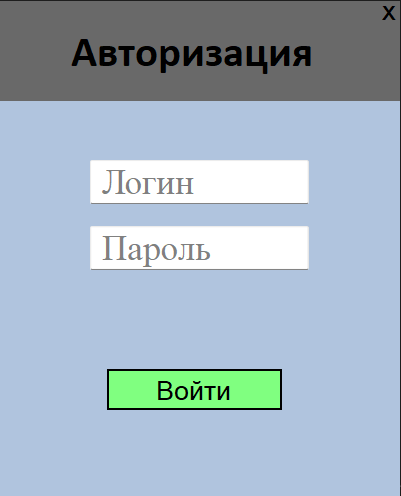 x
Авторизация
Логин
Пароль
Войти